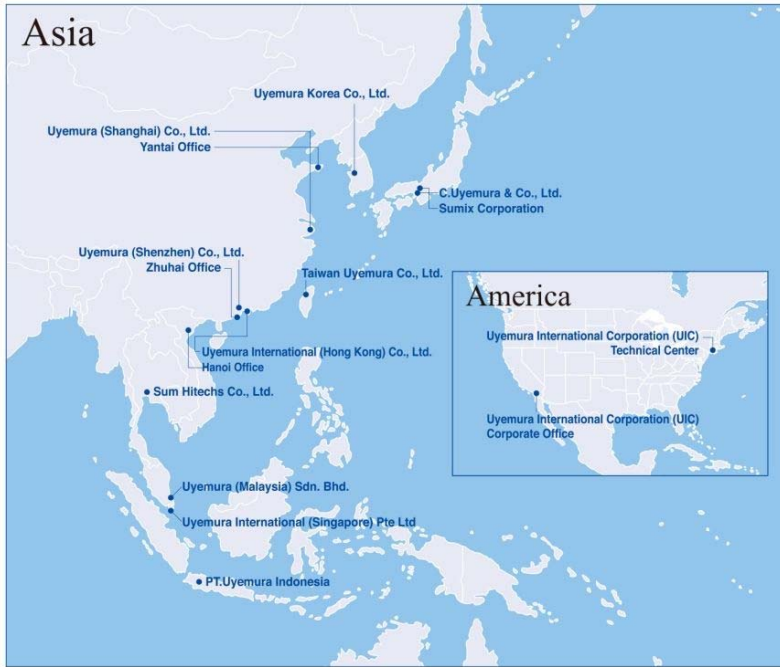 Asia
Uyemura Korea Co., Ltd.
Uyemura (Shanghai) Co., Ltd.
Yantai Office
C.Uyemura & Co., Ltd.
Sumix Corporation
Uyemura (Shenzhen) Co., Ltd.
Zhuhai Office
Taiwan Uyemura Co., Ltd.
Uyemura International (Hong Kong) Co., Ltd.
Hanoi Office
Sum Hitechs Co., Ltd.
Uyemura (Malaysia) Sdn. Bhd.
Uyemura International (Singapore) Pte Ltd
PT.Uyemura Indonesia
America
Uyemura International Corporation (UIC)
Technical Center
Uyemura International Corporation (UIC)
Corporate Office